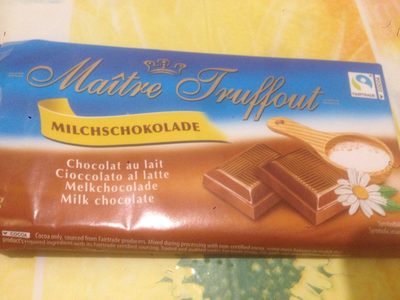 Maître Truffout
FAIRTRADE
COCOA
MILCHSCHOKOLADE
Chocolat au lait
Cioccolato al latte
Melkchocolade
Milk chocolate
COCOA
Cocoa only, sourced from Fairtrade producers. Mixed during processing with non-certified